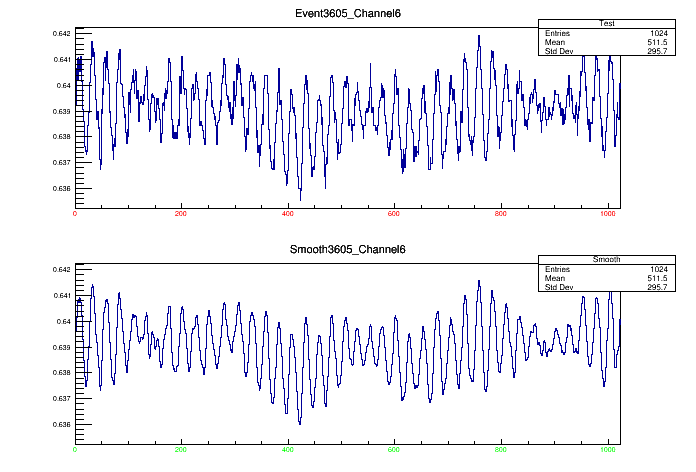 Event3605_Channel6
Test
Entries 1024
Mean 511.5
Std Dev 295.7
0.642
0.641
0.64
0.639
0.638
0.637
0.636
0 200 400 600 800 1000
Smooth3605_Channel6
Smooth
Entries 1024
Mean 511.5
Std Dev 295.7
0.642
0.641
0.64
0.639
0.638
0.637
0.636
0 200 400 600 800 1000